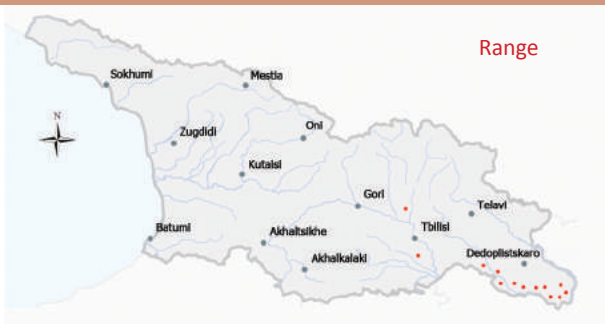 Range
Sokhumi
Mestia
N
Oni
Zugdidi
Kutaisi
Gori
Telavi
Batumi
Akhaltsikhe
Tbilisi
Dedoplistskaro
Akhalkalaki